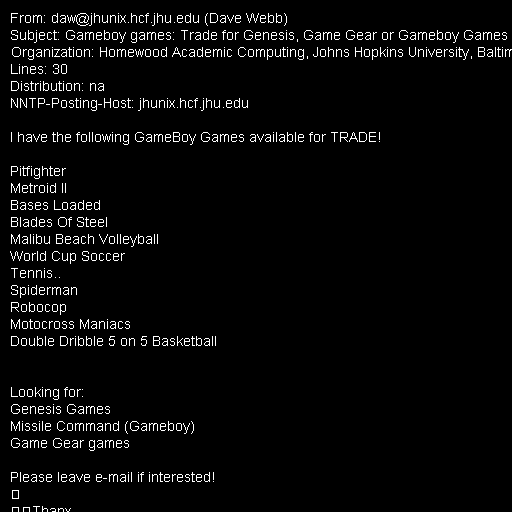 From: daw@jhunix.hcf.jhu.edu (Dave Webb)
Subject: Gameboy games: Trade for Genesis, Game Gear or Gameboy Games
Organization: Homewood Academic Computing, Johns Hopkins University,
Lines: 30
Distribution: na
NNTP-Posting-Host: jhunix.hcf.jhu.edu
I have the following GameBoy Games available for TRADE!
Pitfighter
Metroid II
Bases Loaded
Blades Of Steel
Malibu Beach Volleyball
World Cup Soccer
Tennis..
Spiderman
Robocop
Motocross Maniacs
Double Dribble 5 on 5 Basketball
Looking for:
Genesis Games
Missile Command (Gameboy)
Game Gear games
Please leave e-mail if interested!
Thanx